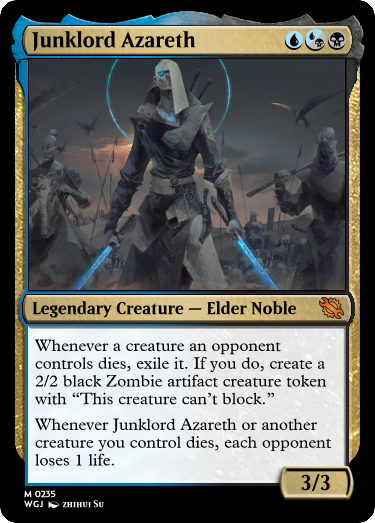 Junklord Azareth
Legendary Creature — Elder Noble
Whenever a creature an opponent
controls dies, exile it. If you do, create a
2/2 black Zombie artifact creature token
with “This creature can’t block.”
Whenever Junklord Azareth or another
creature you control dies, each opponent
loses 1 life.
3/3
M 0235
WGJ ZHIHUI SU